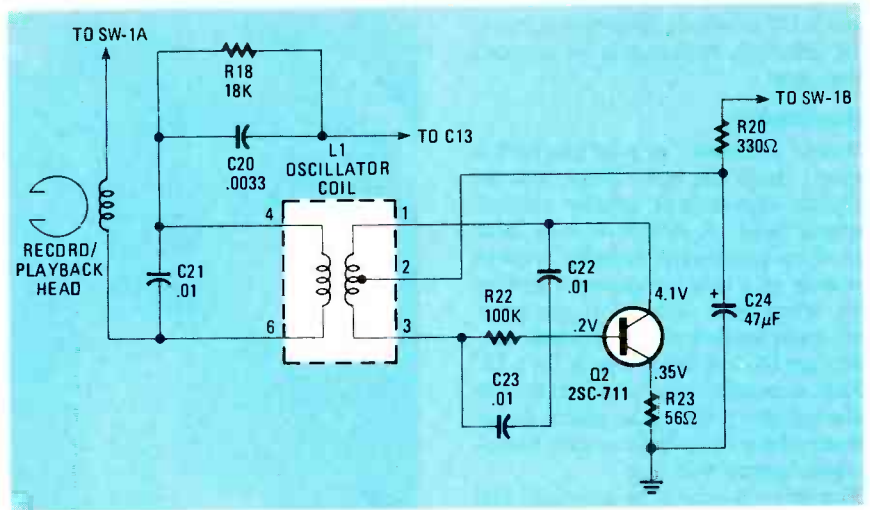 TO SW-1A
R18
18K
TO SW-1B
C20
.0033
TO C13
R20
330Ω
L1
OSCILLATOR
COIL
4
1
2
6
3
RECORD/
PLAYBACK
HEAD
C21
.01
C22
.01
R22
100K
4.1V
.2V
+
C24
47µF
C23
.01
Q2
2SC-711
.35V
R23
56Ω